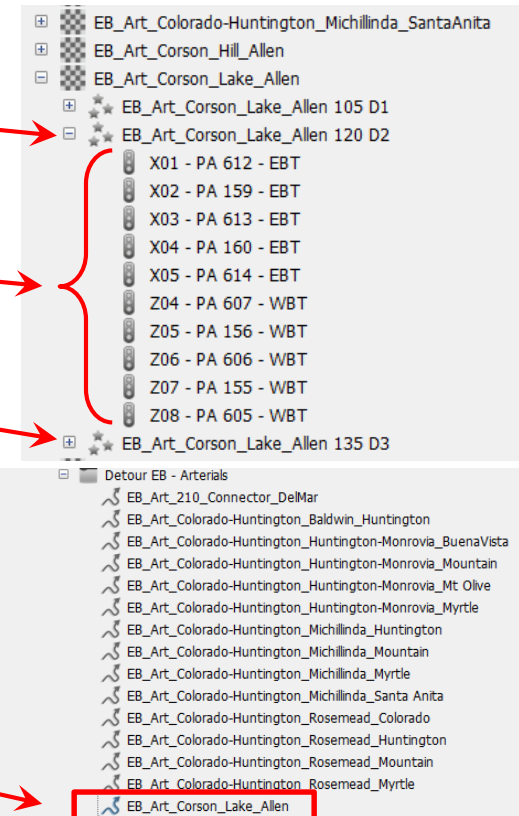 EB_Art_Colorado-Huntington_Michillinda_SantaAnita
EB_Art_Corson_Hill_Allen
EB_Art_Corson_Lake_Allen
EB_Art_Corson_Lake_Allen 105 D1
EB_Art_Corson_Lake_Allen 120 D2
X01 - PA 612 - EBT
X02 - PA 159 - EBT
X03 - PA 613 - EBT
X04 - PA 160 - EBT
X05 - PA 614 - EBT
Z04 - PA 607 - WBT
Z05 - PA 156 - WBT
Z06 - PA 606 - WBT
Z07 - PA 155 - WBT
Z08 - PA 605 - WBT
EB_Art_Corson_Lake_Allen 135 D3
Detour EB - Arterials
EB_Art_210_Connector_DelMar
EB_Art_Colorado-Huntington_Baldwin_Huntington
EB_Art_Colorado-Huntington_Huntington-Monrovia_BuenaVista
EB_Art_Colorado-Huntington_Huntington-Monrovia_Mountain
EB_Art_Colorado-Huntington_Huntington-Monrovia_Mt Olive
EB_Art_Colorado-Huntington_Huntington-Monrovia_Myrtle
EB_Art_Colorado-Huntington_Michillinda_Huntington
EB_Art_Colorado-Huntington_Michillinda_Mountain
EB_Art_Colorado-Huntington_Michillinda_Myrtle
EB_Art_Colorado-Huntington_Michillinda_Santa Anita
EB_Art_Colorado-Huntington_Rosemead_Colorado
EB_Art_Colorado-Huntington_Rosemead_Huntington
EB_Art_Colorado-Huntington_Rosemead_Mountain
EB_Art_Colorado-Huntington_Rosemead_Myrtle
EB_Art_Corson_Lake_Allen